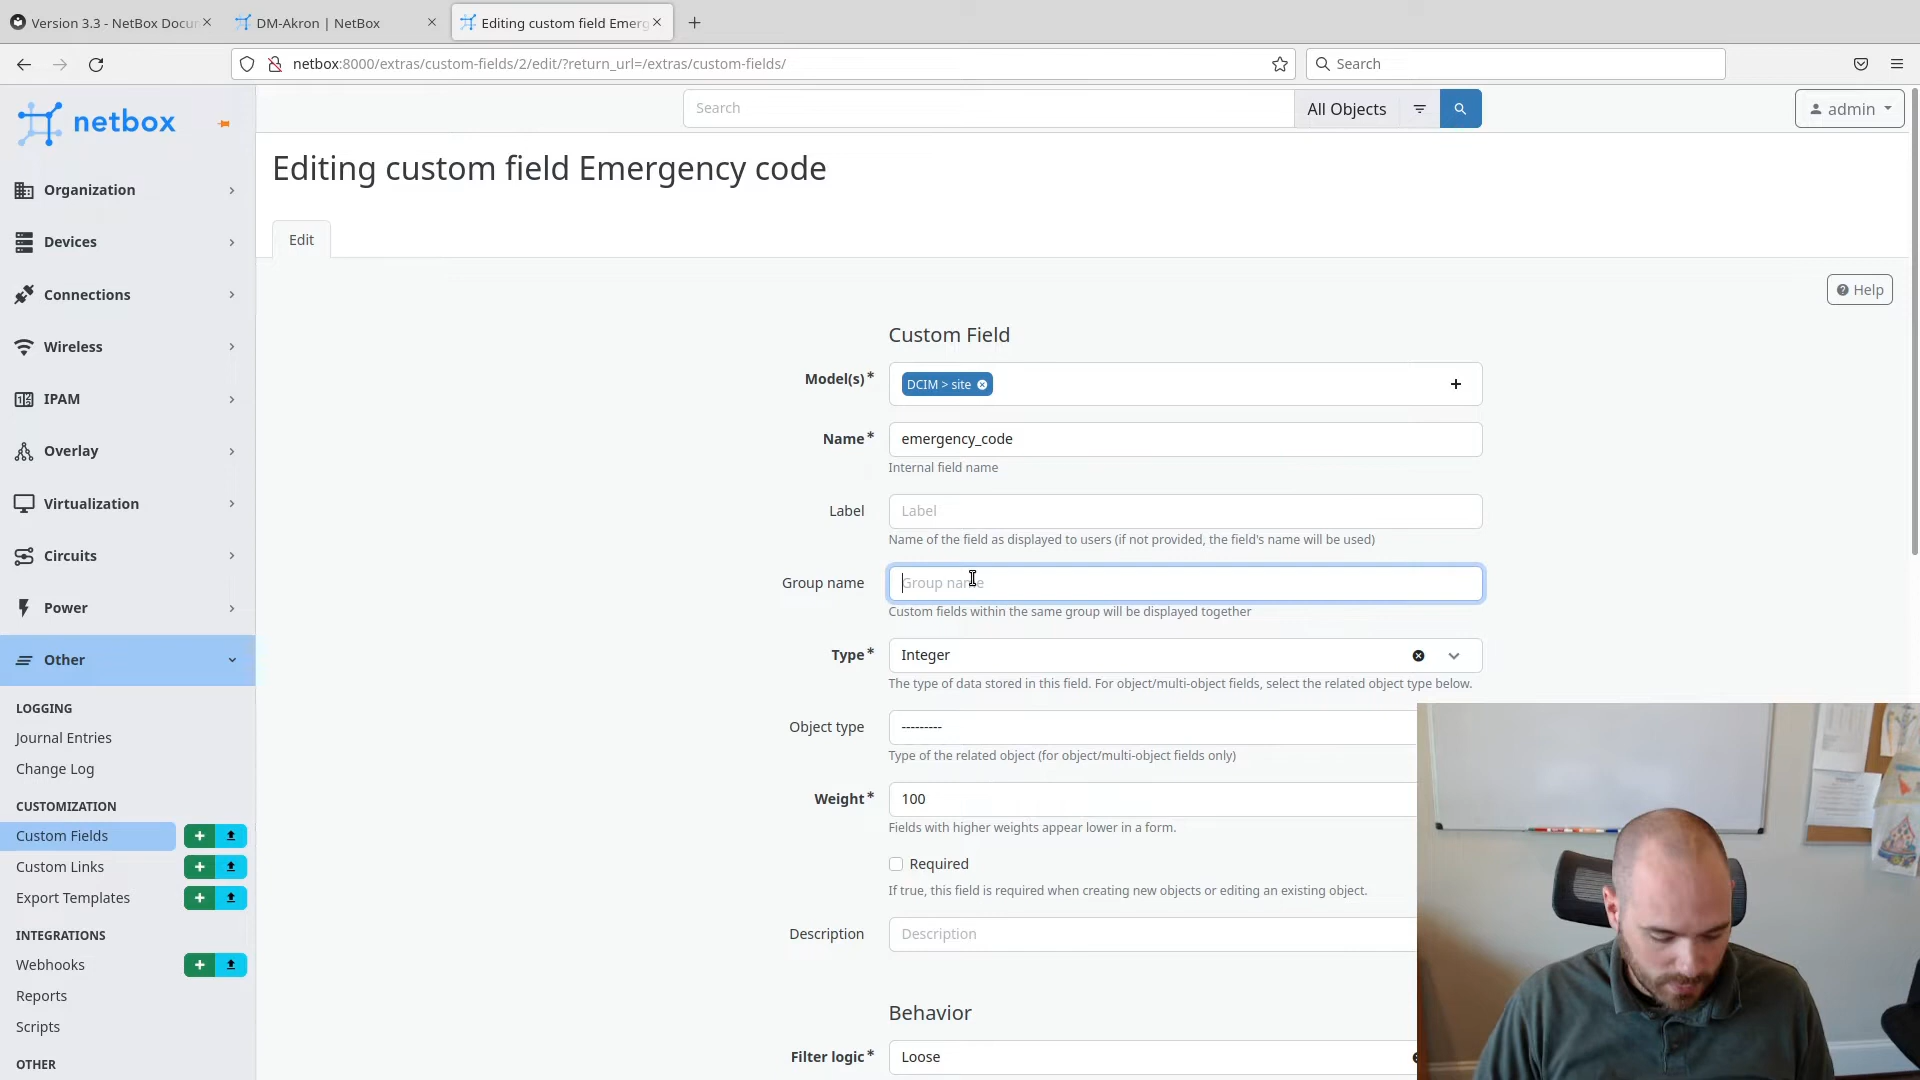 Version 3.3 - NetBox Docu
DM-Akron | NetBox
Editing custom field Emerg
netbox:8000/extras/custom-fields/2/edit/?return_url=/extras/custom-fields/
Search
netbox
Search
All Objects
admin
Editing custom field Emergency code
Edit
Help
Organization
Devices
Connections
Wireless
IPAM
Overlay
Virtualization
Circuits
Power
Other
LOGGING
Journal Entries
Change Log
CUSTOMIZATION
Custom Fields
Custom Links
Export Templates
INTEGRATIONS
Webhooks
Reports
Scripts
OTHER
Custom Field
Model(s)*
DCIM > site
Name*
emergency_code
Internal field name
Label
Label
Name of the field as displayed to users (if not provided, the field's name will be used)
Group name
Group name
Custom fields within the same group will be displayed together
Type*
Integer
The type of data stored in this field. For object/multi-object fields, select the related object type below.
Object type
---------
Type of the related object (for object/multi-object fields only)
Weight*
100
Fields with higher weights appear lower in a form.
Required
If true, this field is required when creating new objects or editing an existing object.
Description
Description
Behavior
Filter logic*
Loose